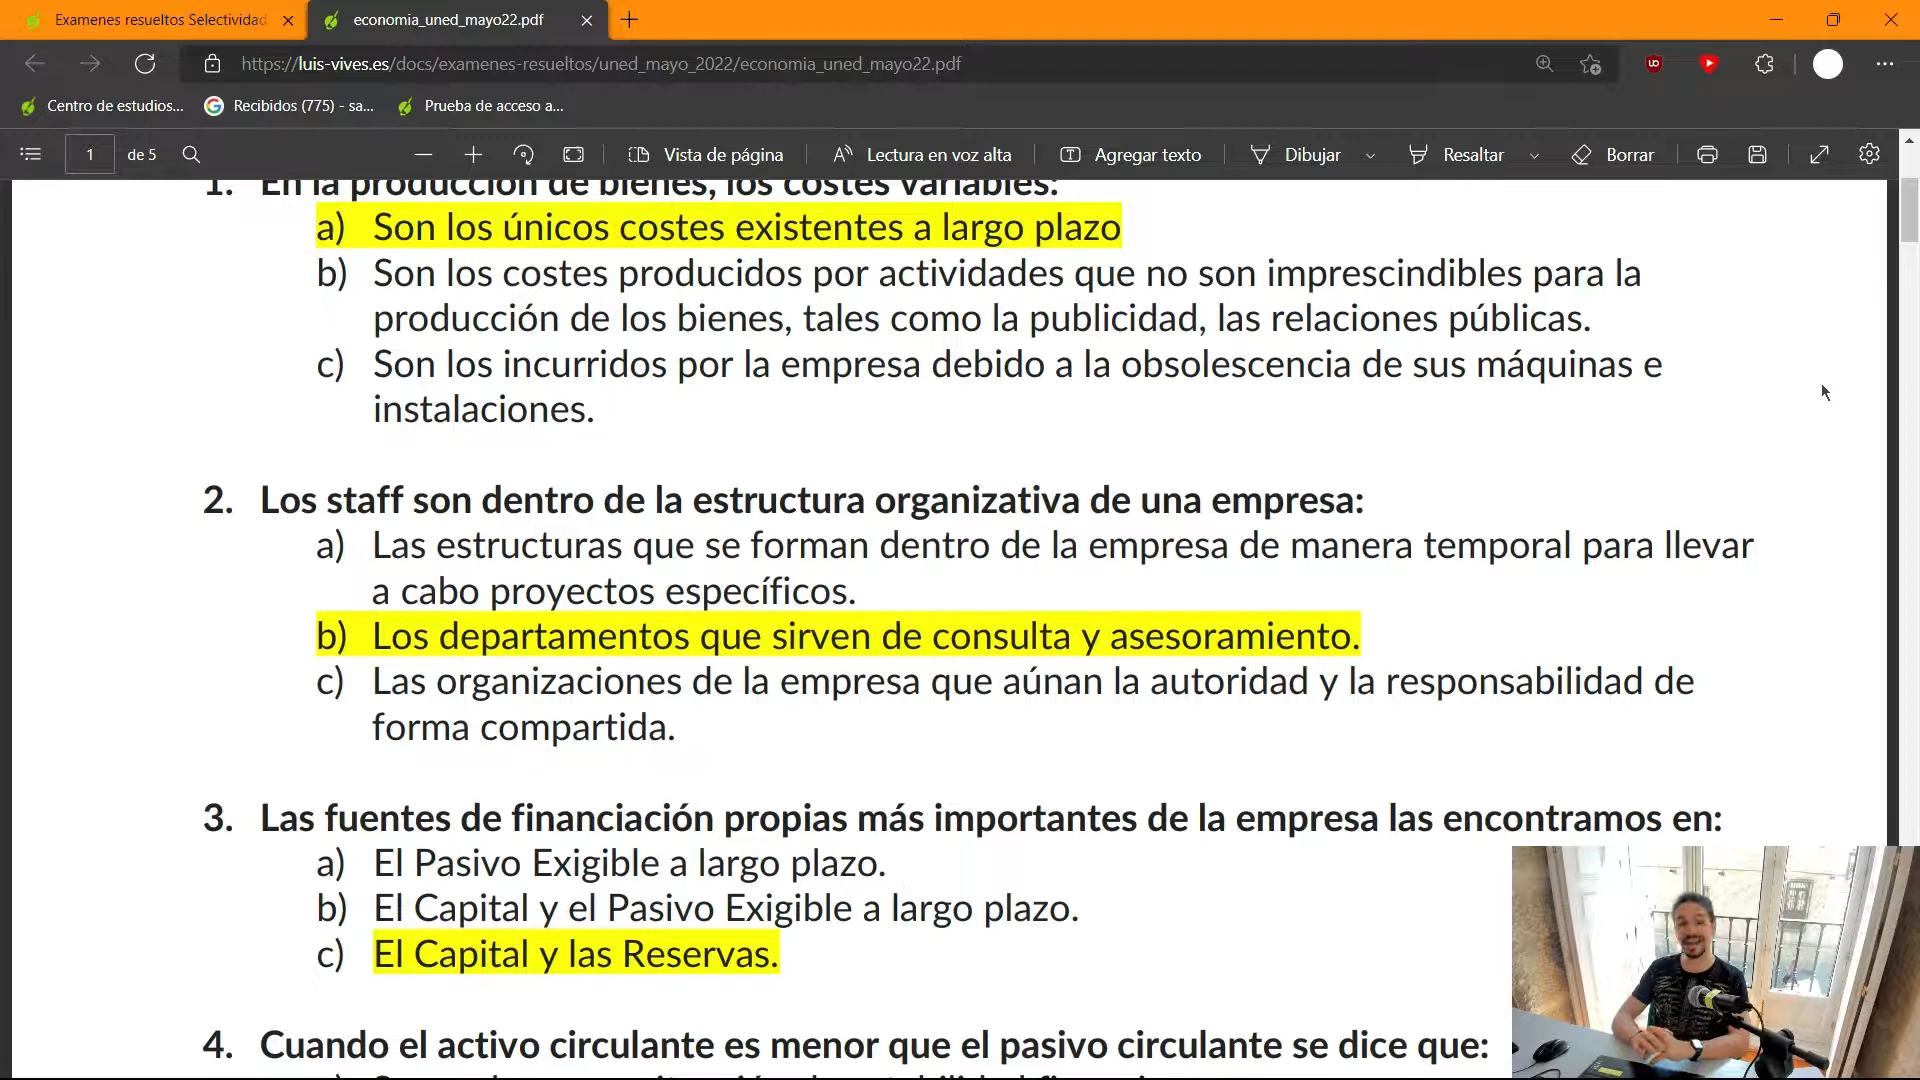 Examenes resueltos Selectividad
economia_uned_mayo22.pdf
https://luis-vives.es/docs/examenes-resueltos/uned_mayo_2022/economia_uned_mayo22.pdf
Centro de estudios...
Recibidos (775) - sa...
Prueba de acceso a...
1
de 5
Vista de página
Lectura en voz alta
Agregar texto
Dibujar
Resaltar
Borrar
1. En la producción de bienes, los costes variables:
a) Son los únicos costes existentes a largo plazo
b) Son los costes producidos por actividades que no son imprescindibles para la
producción de los bienes, tales como la publicidad, las relaciones públicas.
c) Son los incurridos por la empresa debido a la obsolescencia de sus máquinas e
instalaciones.
2. Los staff son dentro de la estructura organizativa de una empresa:
a) Las estructuras que se forman dentro de la empresa de manera temporal para llevar
a cabo proyectos específicos.
b) Los departamentos que sirven de consulta y asesoramiento.
c) Las organizaciones de la empresa que aúnan la autoridad y la responsabilidad de
forma compartida.
3. Las fuentes de financiación propias más importantes de la empresa las encontramos en:
a) El Pasivo Exigible a largo plazo.
b) El Capital y el Pasivo Exigible a largo plazo.
c) El Capital y las Reservas.
4. Cuando el activo circulante es menor que el pasivo circulante se dice que: